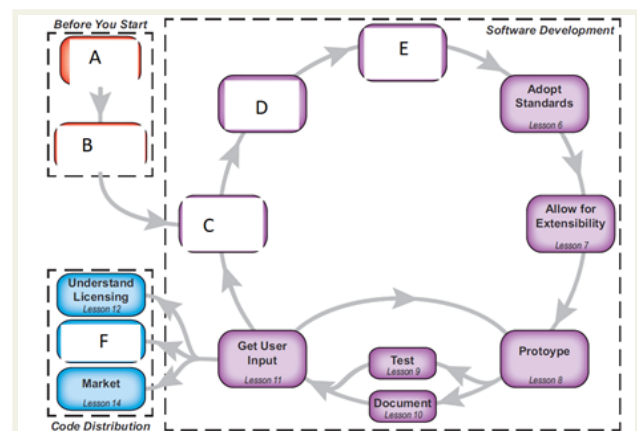 Before You Start
A
B
Software Development
C
D
E
Adopt
Standards
Lesson 6
Allow for
Extensibility
Lesson 7
Protoype
Lesson 8
Test
Lesson 9
Document
Lesson 10
Get User
Input
Lesson 11
Understand
Licensing
Lesson 12
F
Market
Lesson 14
Code Distribution